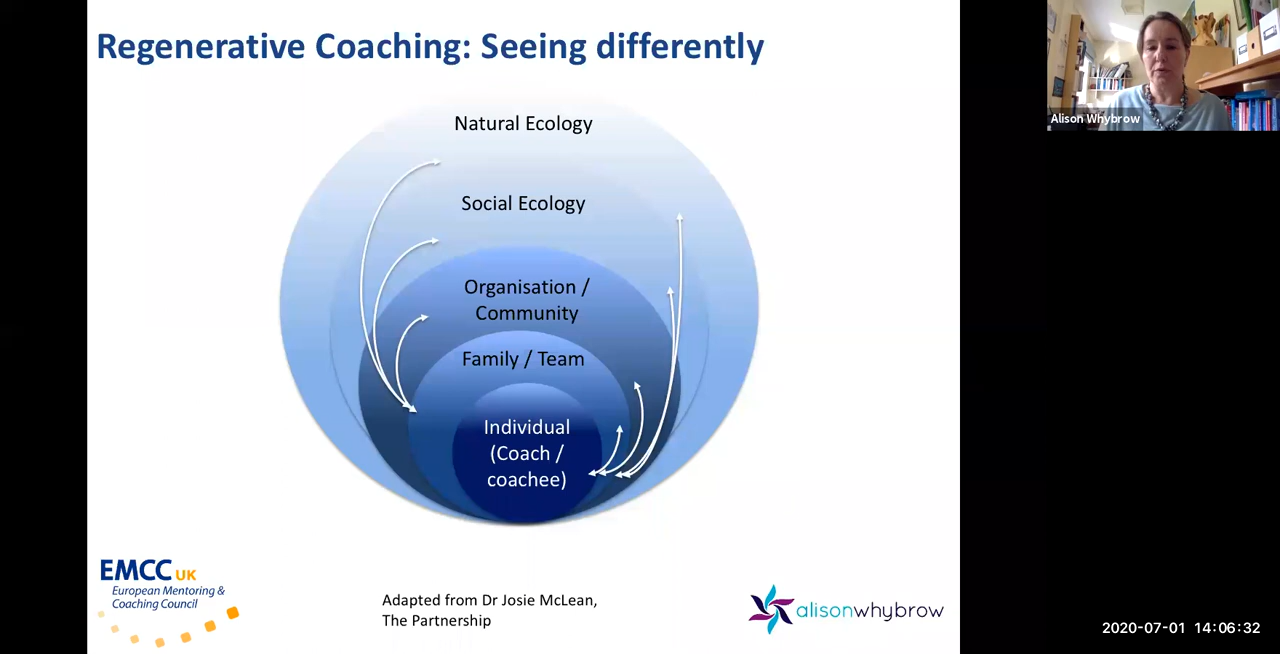 Regenerative Coaching: Seeing differently
Alison Whybrow
Natural Ecology
Social Ecology
Organisation /
Community
Family / Team
Individual
(Coach /
coachee)
EMCC UK
European Mentoring &
Coaching Council
Adapted from Dr Josie McLean,
The Partnership
alisonwhybrow
2020-07-01 14:06:32